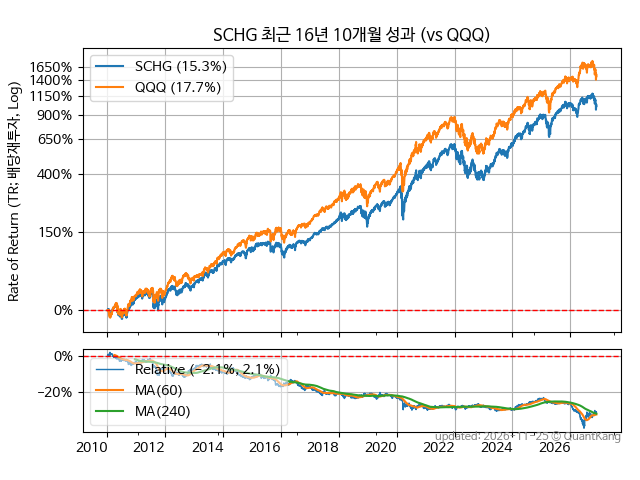 SCHG 최근 16년 10개월 성과 (vs QQQ)
Rate of Return (TR; 배당재투자, Log)
1650%
1400%
1150%
900%
650%
400%
150%
0%
SCHG (15.3%)
QQQ (17.7%)
0%
−20%
Relative (−2.1%, 2.1%)
MA(60)
MA(240)
updated: 2026-11-25 © QuantKang
2010 2012 2014 2016 2018 2020 2022 2024 2026